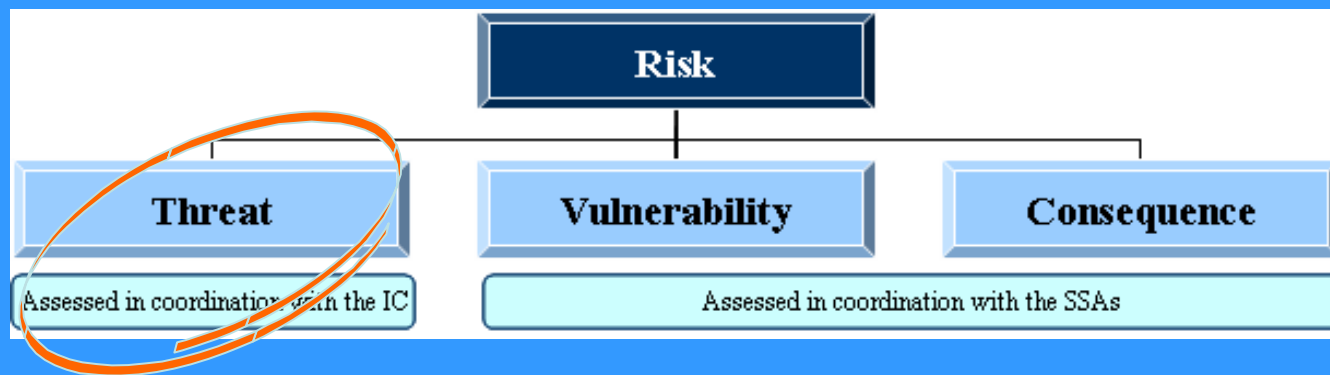 Risk
Threat
Vulnerability
Consequence
Assessed in coordination with the IC
Assessed in coordination with the SSAs